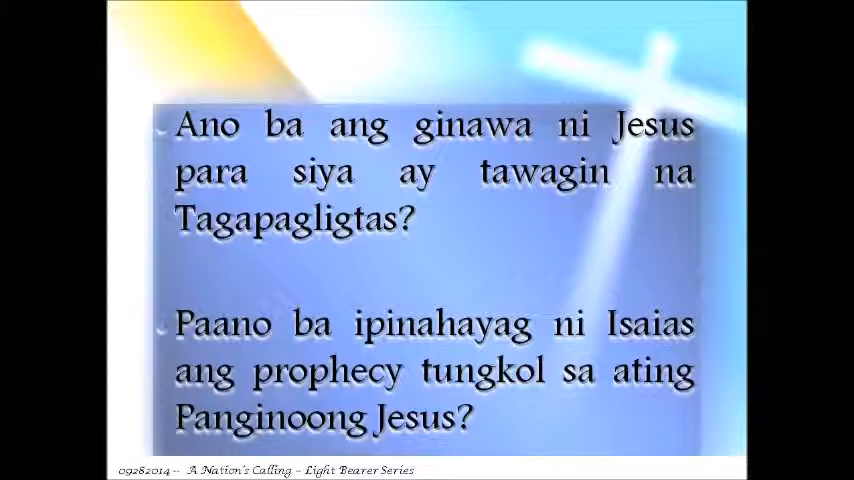 Ano ba ang ginawa ni Jesus
para siya ay tawagin na
Tagapagligtas?
Paano ba ipinahayag ni Isaias
ang prophecy tungkol sa ating
Panginoong Jesus?
09282014 -- A Nation's Calling – Light Bearer Series